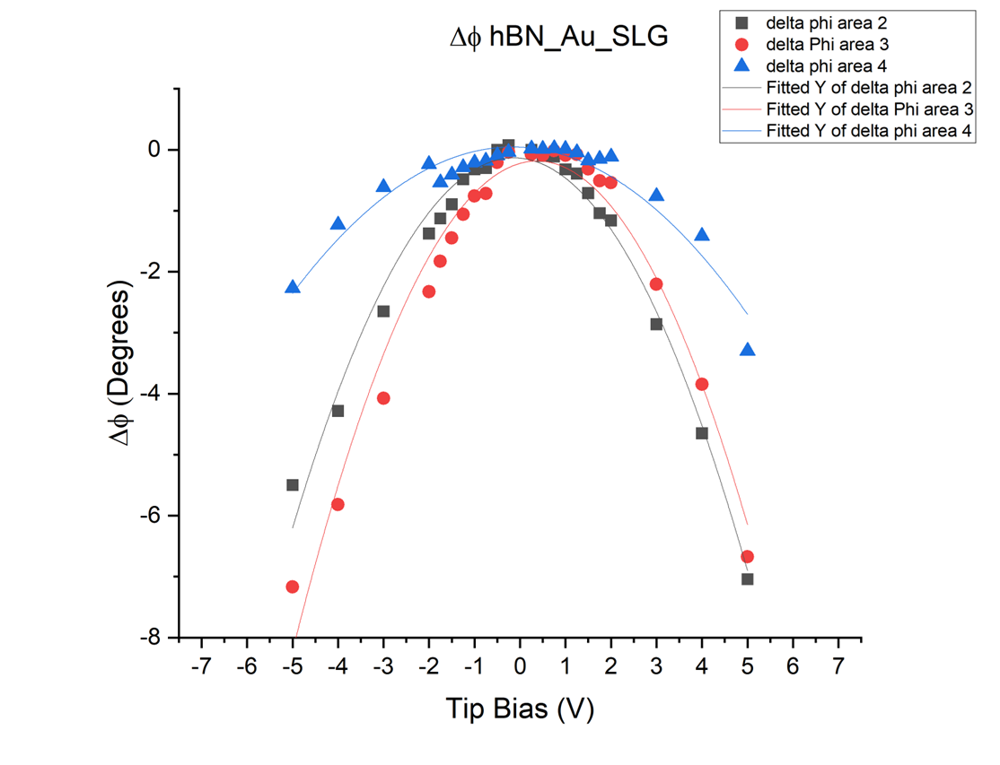 Δϕ hBN_Au_SLG
delta phi area 2
delta Phi area 3
delta phi area 4
Fitted Y of delta phi area 2
Fitted Y of delta Phi area 3
Fitted Y of delta phi area 4
Δϕ (Degrees)
0
-2
-4
-6
-8
-7 -6 -5 -4 -3 -2 -1 0 1 2 3 4 5 6 7
Tip Bias (V)